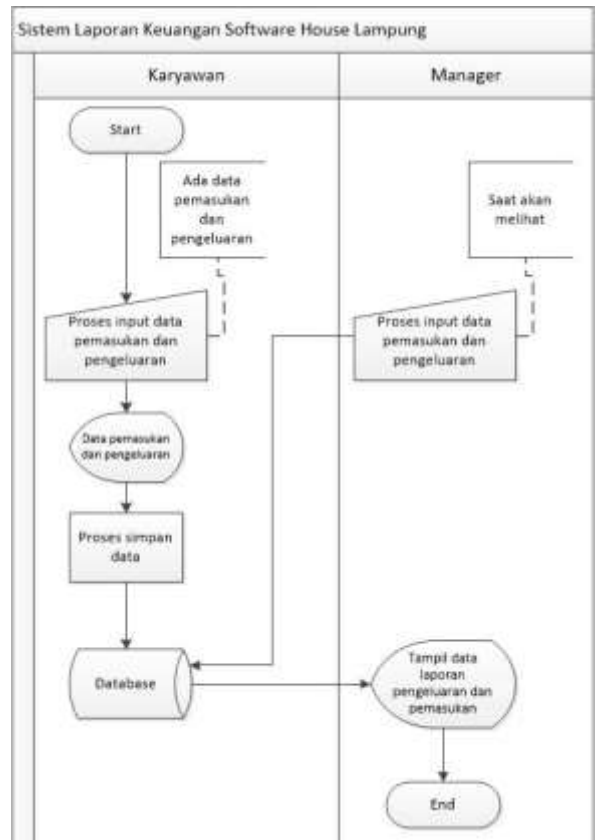 Sistem Laporan Keuangan Software House Lampung
Karyawan
Manager
Start
Ada data
pemasukan
dan
pengeluaran
Saat akan
melihat
Proses input data
pemasukan dan
pengeluaran
Proses input data
pemasukan dan
pengeluaran
Data pemasukan
dan pengeluaran
Proses simpan
data
Database
Tampil data
laporan
pengeluaran dan
pemasukan
End